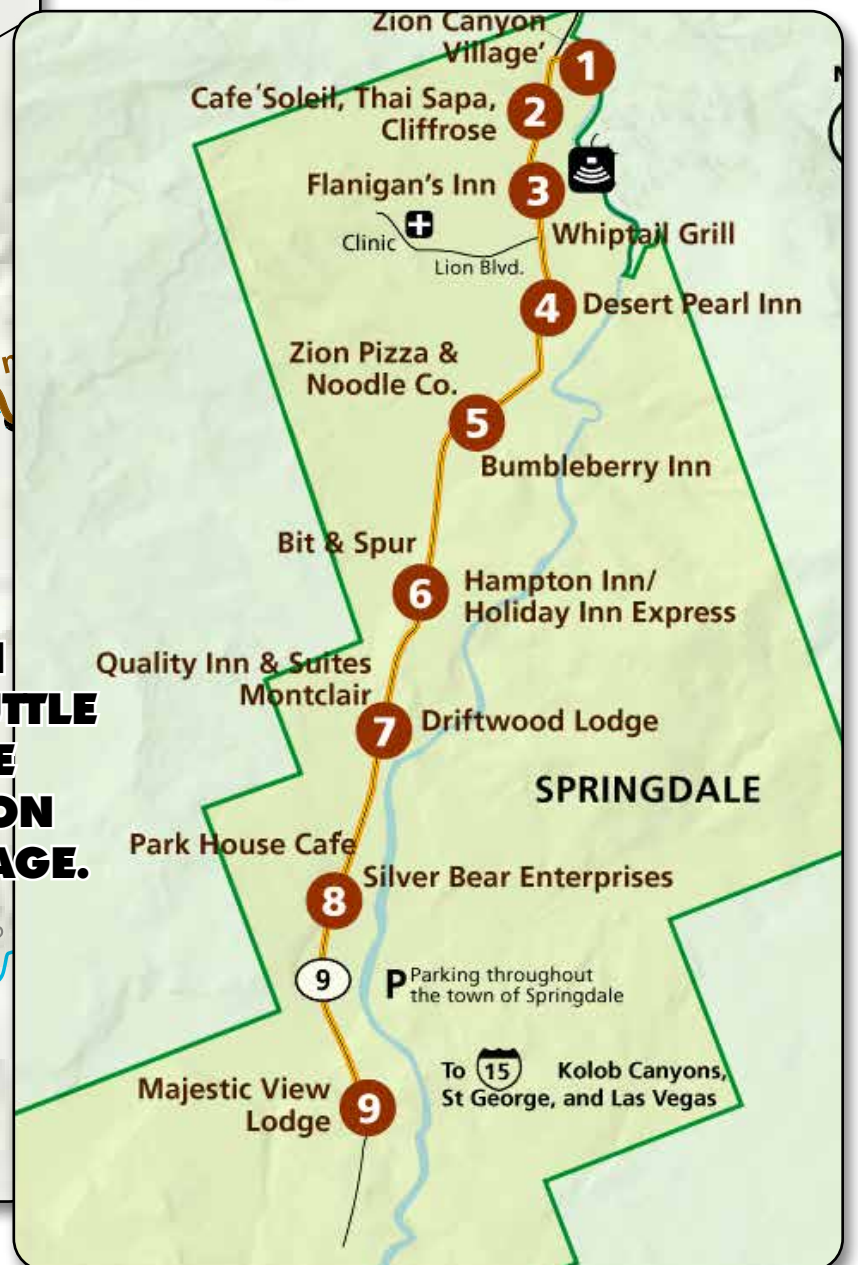 Zion Canyon
Village’
1
Cafe´Soleil, Thai Sapa,
Cliffrose
2
Flanigan’s Inn
3
Whiptail Grill
Clinic
Lion Blvd.
4
Desert Pearl Inn
Zion Pizza &
Noodle Co.
5
Bumbleberry Inn
Bit & Spur
6
Hampton Inn/
Holiday Inn Express
Quality Inn & Suites
Montclair
7
Driftwood Lodge
SPRINGDALE
Park House Cafe
Silver Bear Enterprises
8
9
P
Parking throughout
the town of Springdale
To 15 Kolob Canyons,
St George, and Las Vegas
Majestic View
Lodge
9